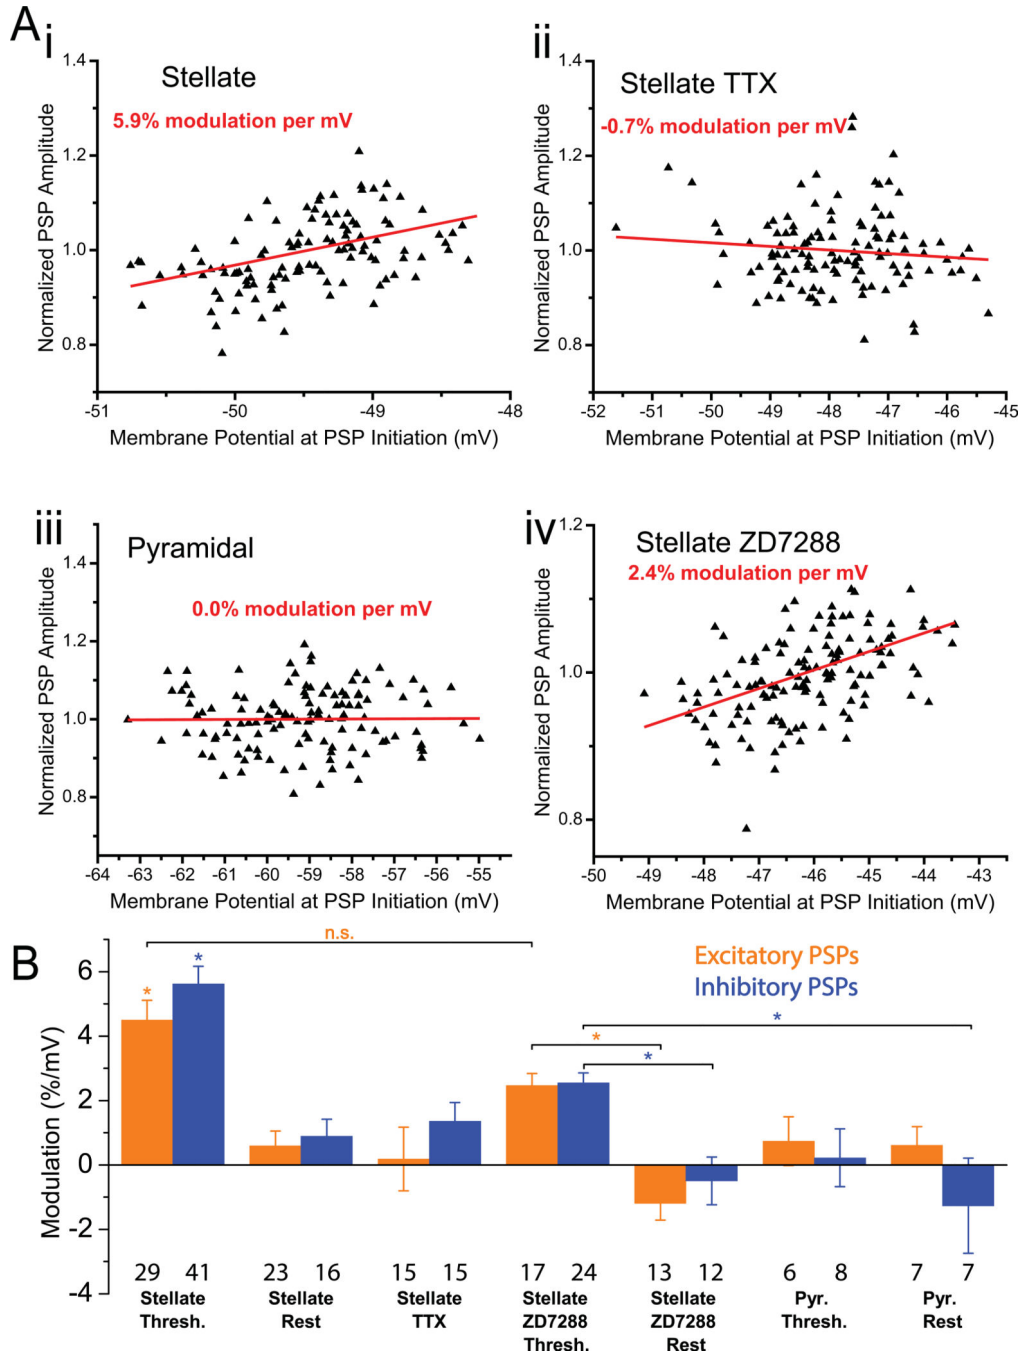 A
i
Stellate
5.9% modulation per mV
Normalized PSP Amplitude
1.4
1.2
1.0
0.8
-51 -50 -49 -48
Membrane Potential at PSP Initiation (mV)
ii
Stellate TTX
-0.7% modulation per mV
Normalized PSP Amplitude
1.4
1.2
1.0
0.8
-52 -51 -50 -49 -48 -47 -46 -45
Membrane Potential at PSP Initiation (mV)
iii
Pyramidal
0.0% modulation per mV
Normalized PSP Amplitude
1.4
1.2
1.0
0.8
-64 -63 -62 -61 -60 -59 -58 -57 -56 -55
Membrane Potential at PSP Initiation (mV)
iv
Stellate ZD7288
2.4% modulation per mV
Normalized PSP Amplitude
1.2
1.0
0.8
-50 -49 -48 -47 -46 -45 -44 -43
Membrane Potential at PSP Initiation (mV)
B
n.s.
Excitatory PSPs
Inhibitory PSPs
* * * * *
Modulation (%/mV)
6
4
2
0
-2
-4
29 41 23 16 15 15 17 24 13 12 6 8 7 7
Stellate Stellate Stellate Stellate Stellate Pyr. Pyr.
Thresh. Rest TTX ZD7288 ZD7288 Thresh. Rest
Thresh. Rest